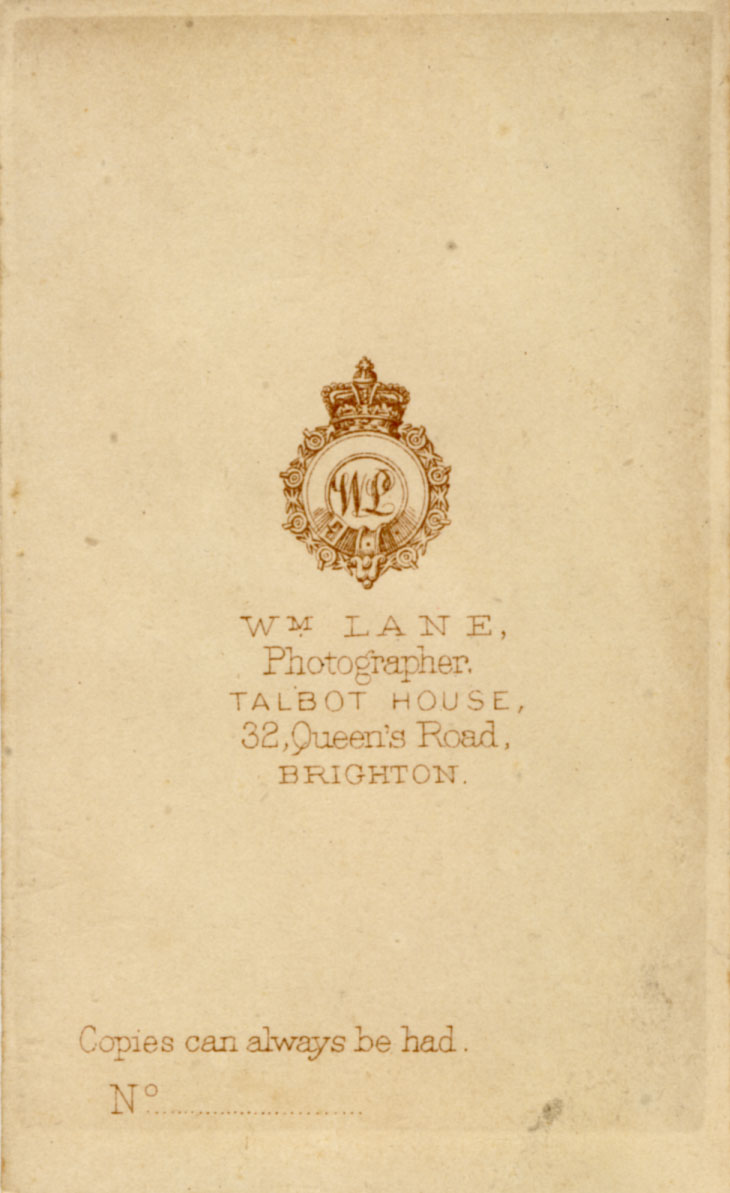 WL
Wᴹ LANE,
Photographer.
TALBOT HOUSE,
32, Queen's Road,
BRIGHTON.
Copies can always be had.
Nº..............................